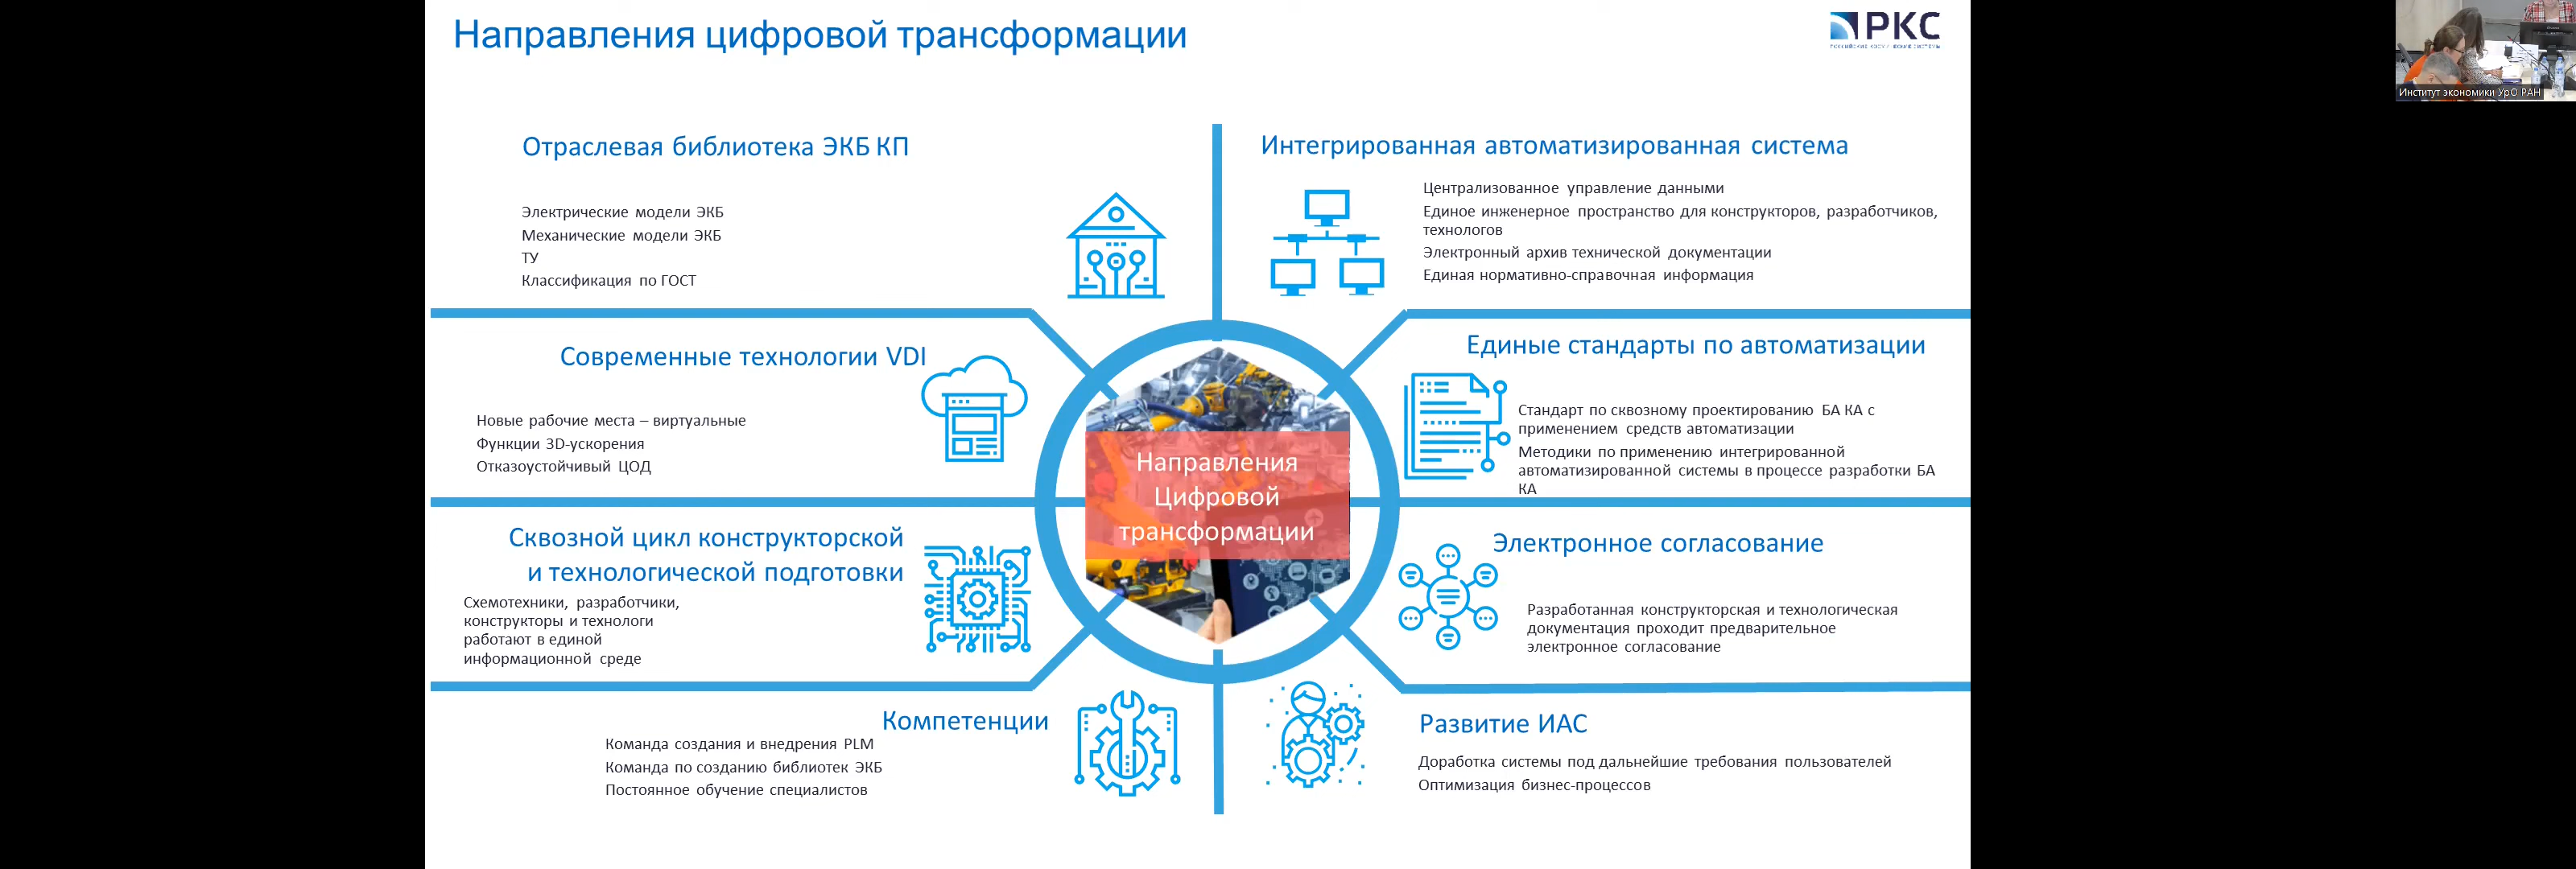 Направления цифровой трансформации
РКС
РОССИЙСКИЕ КОСМИЧЕСКИЕ СИСТЕМЫ
Институт экономики УрО РАН
Отраслевая библиотека ЭКБ КП
Электрические модели ЭКБ
Механические модели ЭКБ
ТУ
Классификация по ГОСТ
Интегрированная автоматизированная система
Централизованное управление данными
Единое инженерное пространство для конструкторов, разработчиков,
технологов
Электронный архив технической документации
Единая нормативно-справочная информация
Современные технологии VDI
Новые рабочие места – виртуальные
Функции 3D-ускорения
Отказоустойчивый ЦОД
Единые стандарты по автоматизации
Стандарт по сквозному проектированию БА КА с
применением средств автоматизации
Методики по применению интегрированной
автоматизированной системы в процессе разработки БА
КА
Направления
Цифровой
трансформации
Сквозной цикл конструкторской
и технологической подготовки
Схемотехники, разработчики,
конструкторы и технологи
работают в единой
информационной среде
Электронное согласование
Разработанная конструкторская и технологическая
документация проходит предварительное
электронное согласование
Компетенции
Команда создания и внедрения PLM
Команда по созданию библиотек ЭКБ
Постоянное обучение специалистов
Развитие ИАС
Доработка системы под дальнейшие требования пользователей
Оптимизация бизнес-процессов